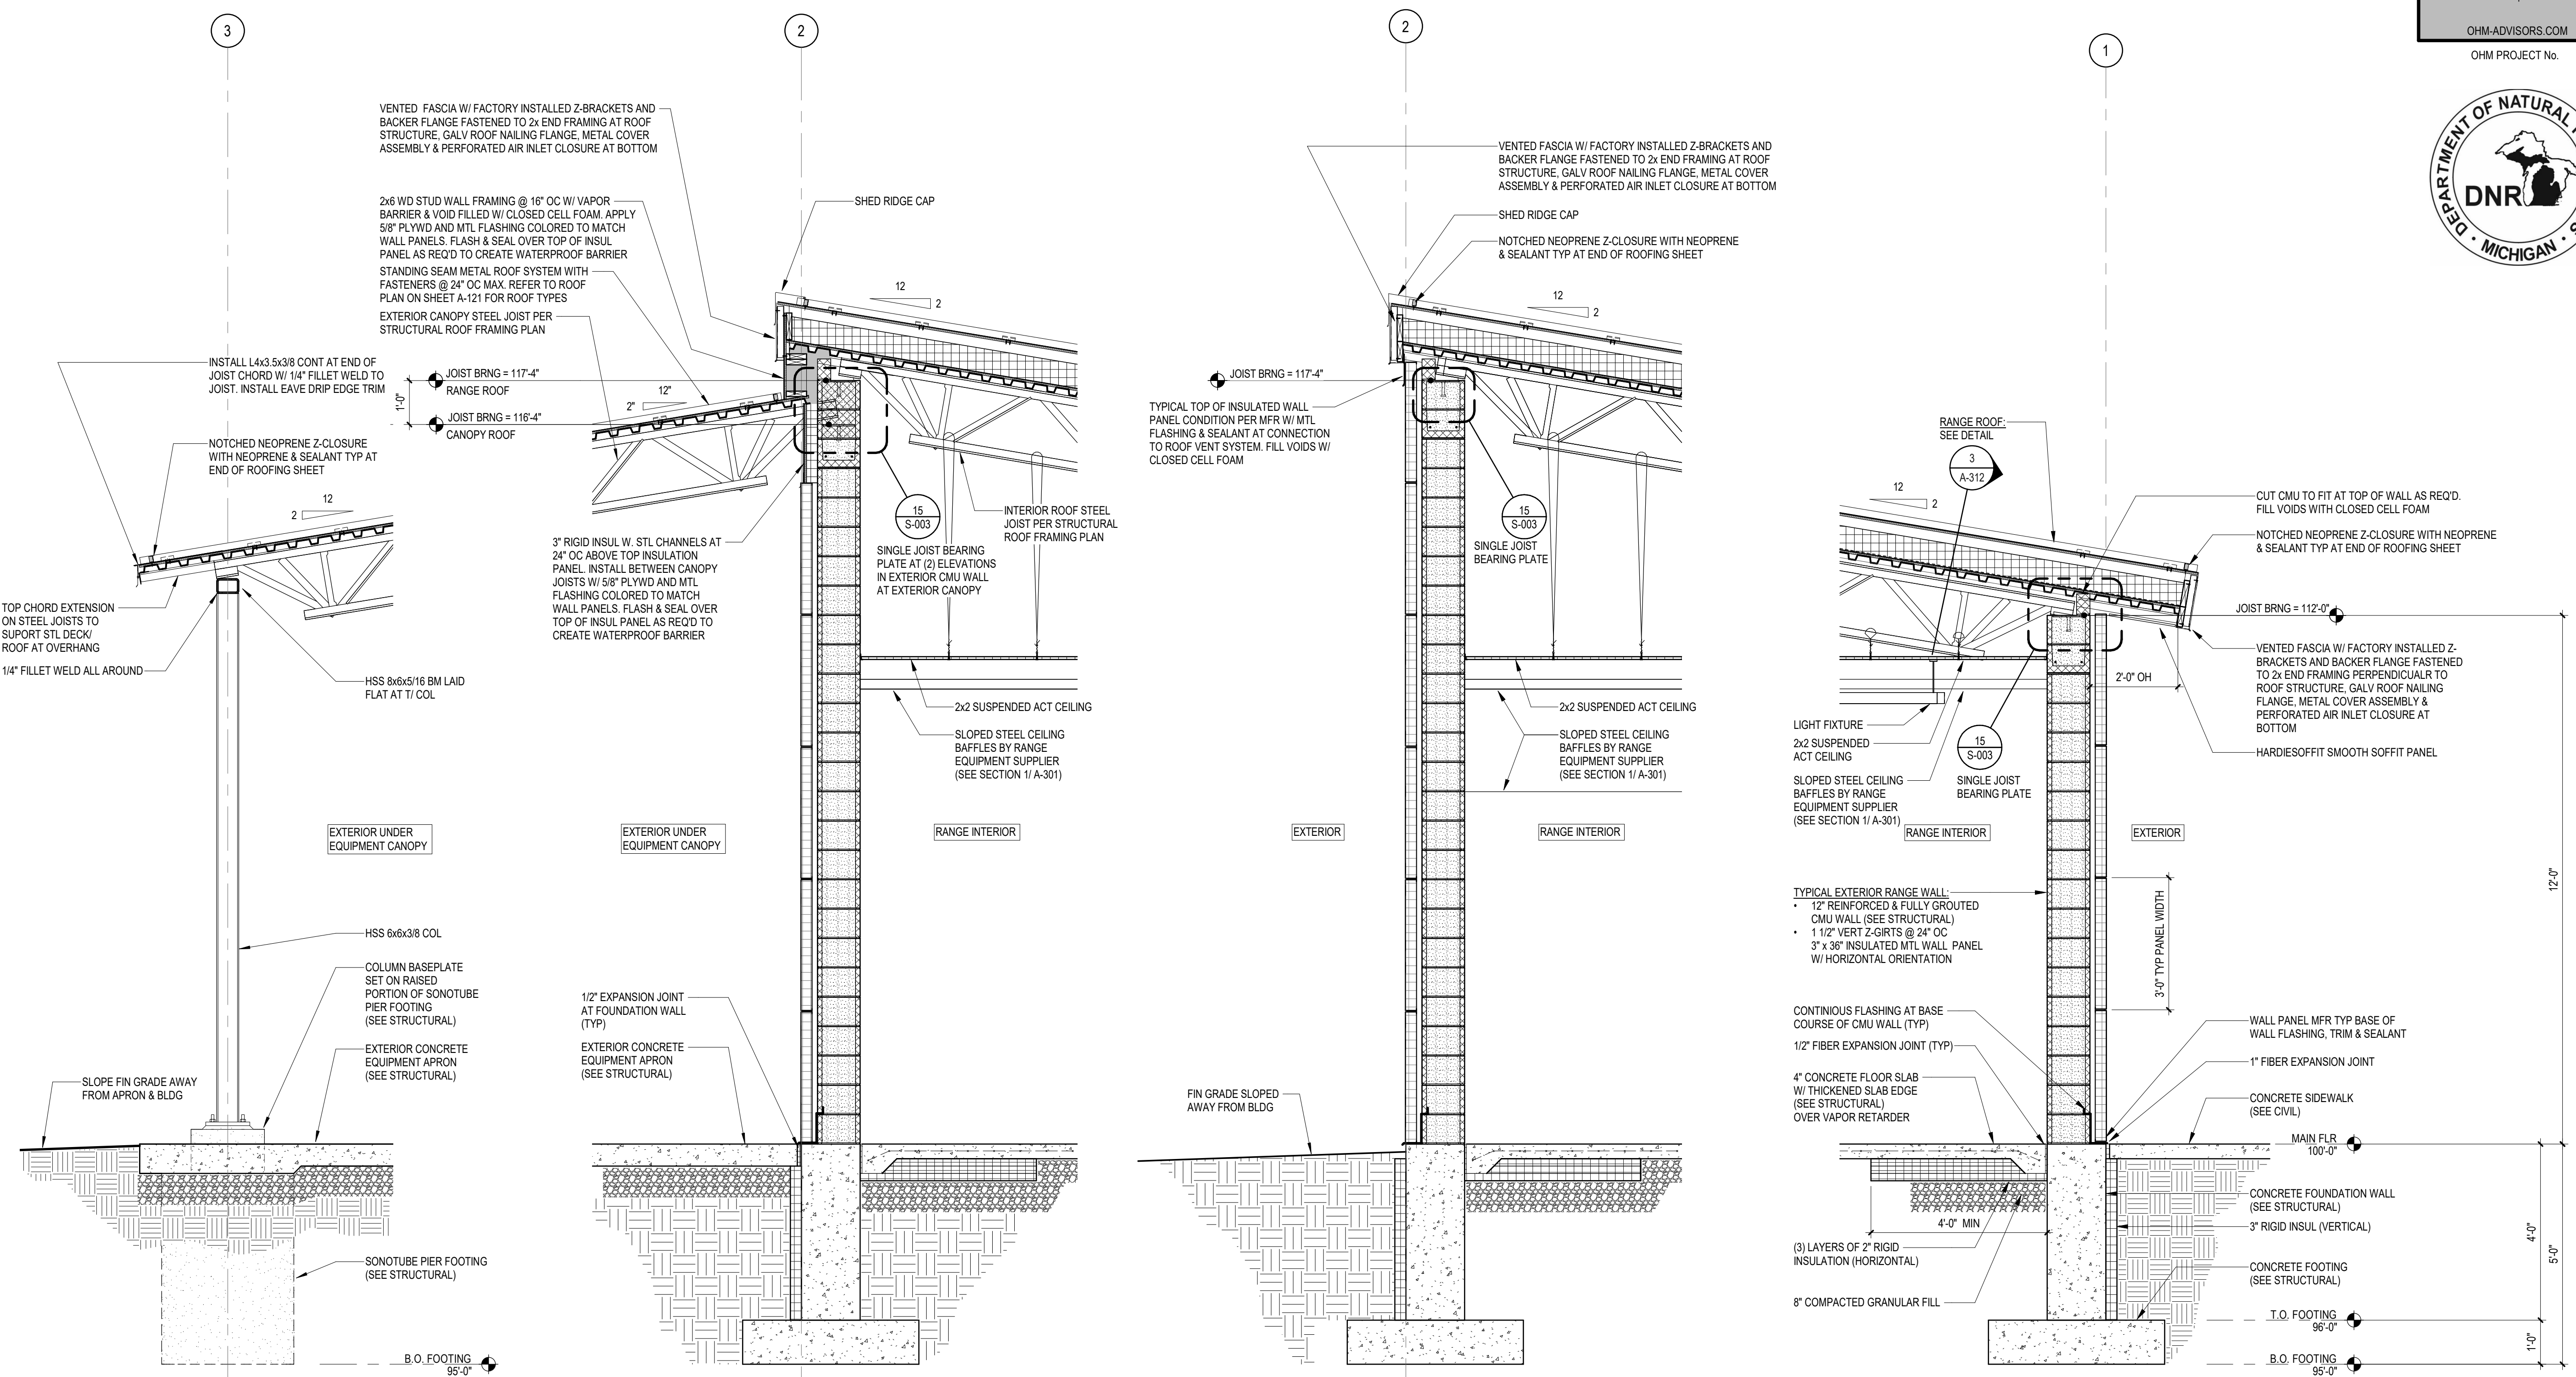 3
2
2
1
OHM-ADVISORS.COM
OHM PROJECT No.
DEPARTMENT OF NATURAL
MICHIGAN
DNR
VENTED FASCIA W/ FACTORY INSTALLED Z-BRACKETS AND
BACKER FLANGE FASTENED TO 2x END FRAMING AT ROOF
STRUCTURE, GALV ROOF NAILING FLANGE, METAL COVER
ASSEMBLY & PERFORATED AIR INLET CLOSURE AT BOTTOM
2x6 WD STUD WALL FRAMING @ 16" OC W/ VAPOR
BARRIER & VOID FILLED W/ CLOSED CELL FOAM. APPLY
5/8" PLYWD AND MTL FLASHING COLORED TO MATCH
WALL PANELS. FLASH & SEAL OVER TOP OF INSUL
PANEL AS REQ'D TO CREATE WATERPROOF BARRIER
STANDING SEAM METAL ROOF SYSTEM WITH
FASTENERS @ 24" OC MAX. REFER TO ROOF
PLAN ON SHEET A-121 FOR ROOF TYPES
EXTERIOR CANOPY STEEL JOIST PER
STRUCTURAL ROOF FRAMING PLAN
INSTALL L4x3.5x3/8 CONT AT END OF
JOIST CHORD W/ 1/4" FILLET WELD TO
JOIST. INSTALL EAVE DRIP EDGE TRIM
NOTCHED NEOPRENE Z-CLOSURE
WITH NEOPRENE & SEALANT TYP AT
END OF ROOFING SHEET
12
2
TOP CHORD EXTENSION
ON STEEL JOISTS TO
SUPORT STL DECK/
ROOF AT OVERHANG
1/4" FILLET WELD ALL AROUND
HSS 8x6x5/16 BM LAID
FLAT AT T/ COL
EXTERIOR UNDER
EQUIPMENT CANOPY
HSS 6x6x3/8 COL
COLUMN BASEPLATE
SET ON RAISED
PORTION OF SONOTUBE
PIER FOOTING
(SEE STRUCTURAL)
EXTERIOR CONCRETE
EQUIPMENT APRON
(SEE STRUCTURAL)
SLOPE FIN GRADE AWAY
FROM APRON & BLDG
SONOTUBE PIER FOOTING
(SEE STRUCTURAL)
B.O. FOOTING
95'-0"
JOIST BRNG = 117'-4"
RANGE ROOF
1'-0"
JOIST BRNG = 116'-4"
CANOPY ROOF
12"
2"
SHED RIDGE CAP
12
2
15
S-003
SINGLE JOIST BEARING
PLATE AT (2) ELEVATIONS
IN EXTERIOR CMU WALL
AT EXTERIOR CANOPY
INTERIOR ROOF STEEL
JOIST PER STRUCTURAL
ROOF FRAMING PLAN
3" RIGID INSUL W. STL CHANNELS AT
24" OC ABOVE TOP INSULATION
PANEL. INSTALL BETWEEN CANOPY
JOISTS W/ 5/8" PLYWD AND MTL
FLASHING COLORED TO MATCH
WALL PANELS. FLASH & SEAL OVER
TOP OF INSUL PANEL AS REQ'D TO
CREATE WATERPROOF BARRIER
2x2 SUSPENDED ACT CEILING
SLOPED STEEL CEILING
BAFFLES BY RANGE
EQUIPMENT SUPPLIER
(SEE SECTION 1/ A-301)
EXTERIOR UNDER
EQUIPMENT CANOPY
RANGE INTERIOR
1/2" EXPANSION JOINT
AT FOUNDATION WALL
(TYP)
EXTERIOR CONCRETE
EQUIPMENT APRON
(SEE STRUCTURAL)
VENTED FASCIA W/ FACTORY INSTALLED Z-BRACKETS AND
BACKER FLANGE FASTENED TO 2x END FRAMING AT ROOF
STRUCTURE, GALV ROOF NAILING FLANGE, METAL COVER
ASSEMBLY & PERFORATED AIR INLET CLOSURE AT BOTTOM
SHED RIDGE CAP
NOTCHED NEOPRENE Z-CLOSURE WITH NEOPRENE
& SEALANT TYP AT END OF ROOFING SHEET
12
2
JOIST BRNG = 117'-4"
TYPICAL TOP OF INSULATED WALL
PANEL CONDITION PER MFR W/ MTL
FLASHING & SEALANT AT CONNECTION
TO ROOF VENT SYSTEM. FILL VOIDS W/
CLOSED CELL FOAM
15
S-003
SINGLE JOIST
BEARING PLATE
2x2 SUSPENDED ACT CEILING
SLOPED STEEL CEILING
BAFFLES BY RANGE
EQUIPMENT SUPPLIER
(SEE SECTION 1/ A-301)
EXTERIOR
RANGE INTERIOR
FIN GRADE SLOPED
AWAY FROM BLDG
RANGE ROOF:
SEE DETAIL
3
A-312
12
2
CUT CMU TO FIT AT TOP OF WALL AS REQ'D.
FILL VOIDS WITH CLOSED CELL FOAM
NOTCHED NEOPRENE Z-CLOSURE WITH NEOPRENE
& SEALANT TYP AT END OF ROOFING SHEET
JOIST BRNG = 112'-0"
VENTED FASCIA W/ FACTORY INSTALLED Z-
BRACKETS AND BACKER FLANGE FASTENED
TO 2x END FRAMING PERPENDICUALR TO
ROOF STRUCTURE, GALV ROOF NAILING
FLANGE, METAL COVER ASSEMBLY &
PERFORATED AIR INLET CLOSURE AT
BOTTOM
2'-0" OH
HARDIESOFFIT SMOOTH SOFFIT PANEL
LIGHT FIXTURE
2x2 SUSPENDED
ACT CEILING
15
S-003
SINGLE JOIST
BEARING PLATE
SLOPED STEEL CEILING
BAFFLES BY RANGE
EQUIPMENT SUPPLIER
(SEE SECTION 1/ A-301)
RANGE INTERIOR
EXTERIOR
TYPICAL EXTERIOR RANGE WALL:
• 12" REINFORCED & FULLY GROUTED
CMU WALL (SEE STRUCTURAL)
• 1 1/2" VERT Z-GIRTS @ 24" OC
3" x 36" INSULATED MTL WALL PANEL
W/ HORIZONTAL ORIENTATION
3'-0" TYP PANEL WIDTH
12'-0"
CONTINIOUS FLASHING AT BASE
COURSE OF CMU WALL (TYP)
1/2" FIBER EXPANSION JOINT (TYP)
4" CONCRETE FLOOR SLAB
W/ THICKENED SLAB EDGE
(SEE STRUCTURAL)
OVER VAPOR RETARDER
WALL PANEL MFR TYP BASE OF
WALL FLASHING, TRIM & SEALANT
1" FIBER EXPANSION JOINT
CONCRETE SIDEWALK
(SEE CIVIL)
MAIN FLR
100'-0"
CONCRETE FOUNDATION WALL
(SEE STRUCTURAL)
3" RIGID INSUL (VERTICAL)
4'-0" MIN
(3) LAYERS OF 2" RIGID
INSULATION (HORIZONTAL)
8" COMPACTED GRANULAR FILL
CONCRETE FOOTING
(SEE STRUCTURAL)
4'-0"
5'-0"
T.O. FOOTING
96'-0"
1'-0"
B.O. FOOTING
95'-0"